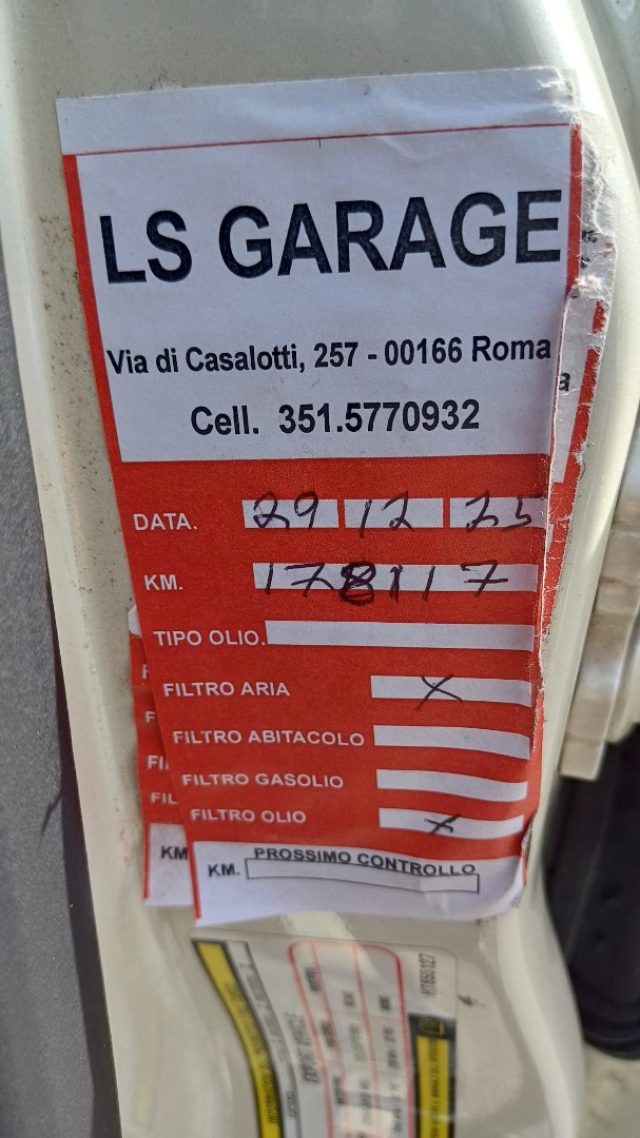 LS GARAGE
Via di Casalotti, 257 - 00166 Roma
Cell. 351.5770932
DATA. 29 12 25
KM. 178117
TIPO OLIO.
FILTRO ARIA X
FILTRO ABITACOLO
FILTRO GASOLIO
FILTRO OLIO X
PROSSIMO CONTROLLO
KM.
KM